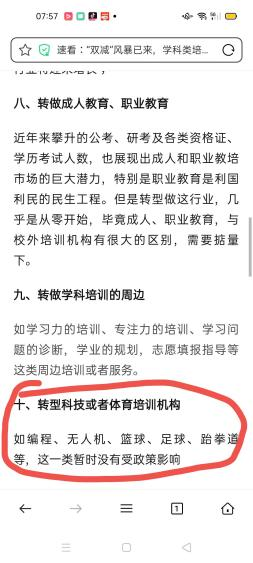 07:57
速看："双减"风暴已来，学科类培...
八、转做成人教育、职业教育
近年来攀升的公考、研考及各类资格证、
学历考试人数，也展现出成人和职业教培
市场的巨大潜力，特别是职业教育是利国
利民的民生工程。但是转型做这行业，几
乎是从零开始，毕竟成人、职业教育，与
校外培训机构有很大的区别，需要掂量
下。
九、转做学科培训的周边
如学习力的培训、专注力的培训、学习问
题的诊断，学业的规划，志愿填报指导等
这类周边培训或者服务。
十、转型科技或者体育培训机构
如编程、无人机、篮球、足球、跆拳道
等，这一类暂时没有受政策影响
1